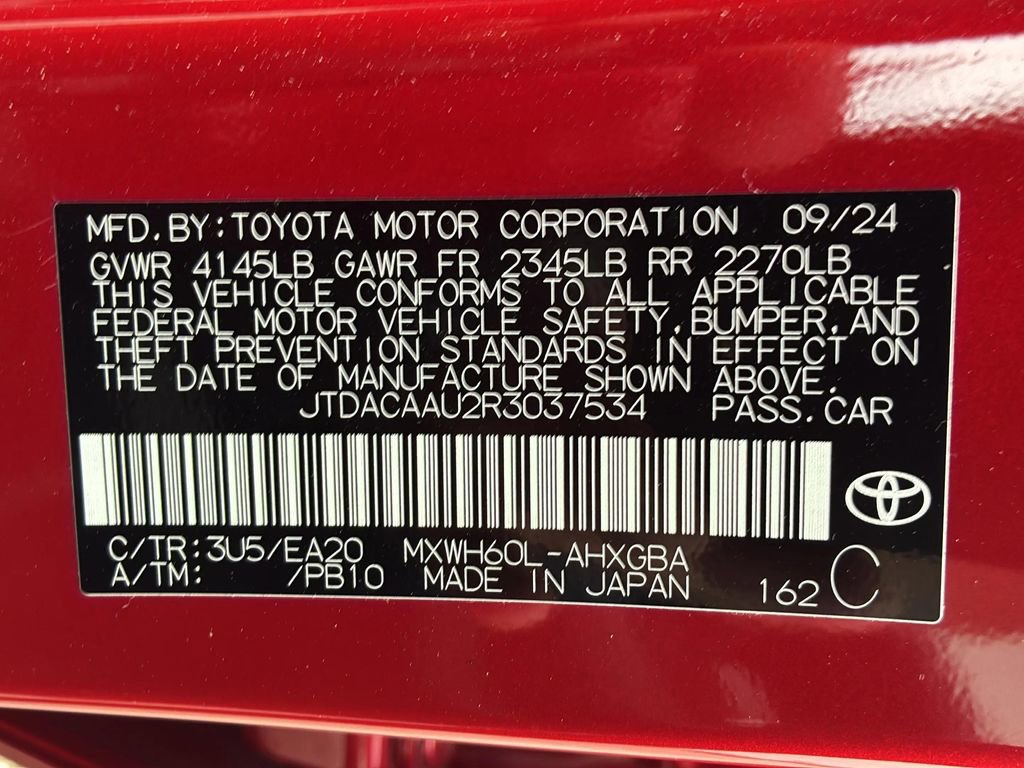 MFD.BY:TOYOTA MOTOR CORPORATION 09/24
GVWR 4145LB GAWR FR 2345LB RR 2270LB
THIS VEHICLE CONFORMS TO ALL APPLICABLE
FEDERAL MOTOR VEHICLE SAFETY,BUMPER,AND
THEFT PREVENTION STANDARDS IN EFFECT ON
THE DATE OF MANUFACTURE SHOWN ABOVE.
JTDACAAU2R3037534 PASS.CAR
C/TR:3U5/EA20 MXWH60L-AHXGBA
A/TM: /PB10 MADE IN JAPAN 162 C